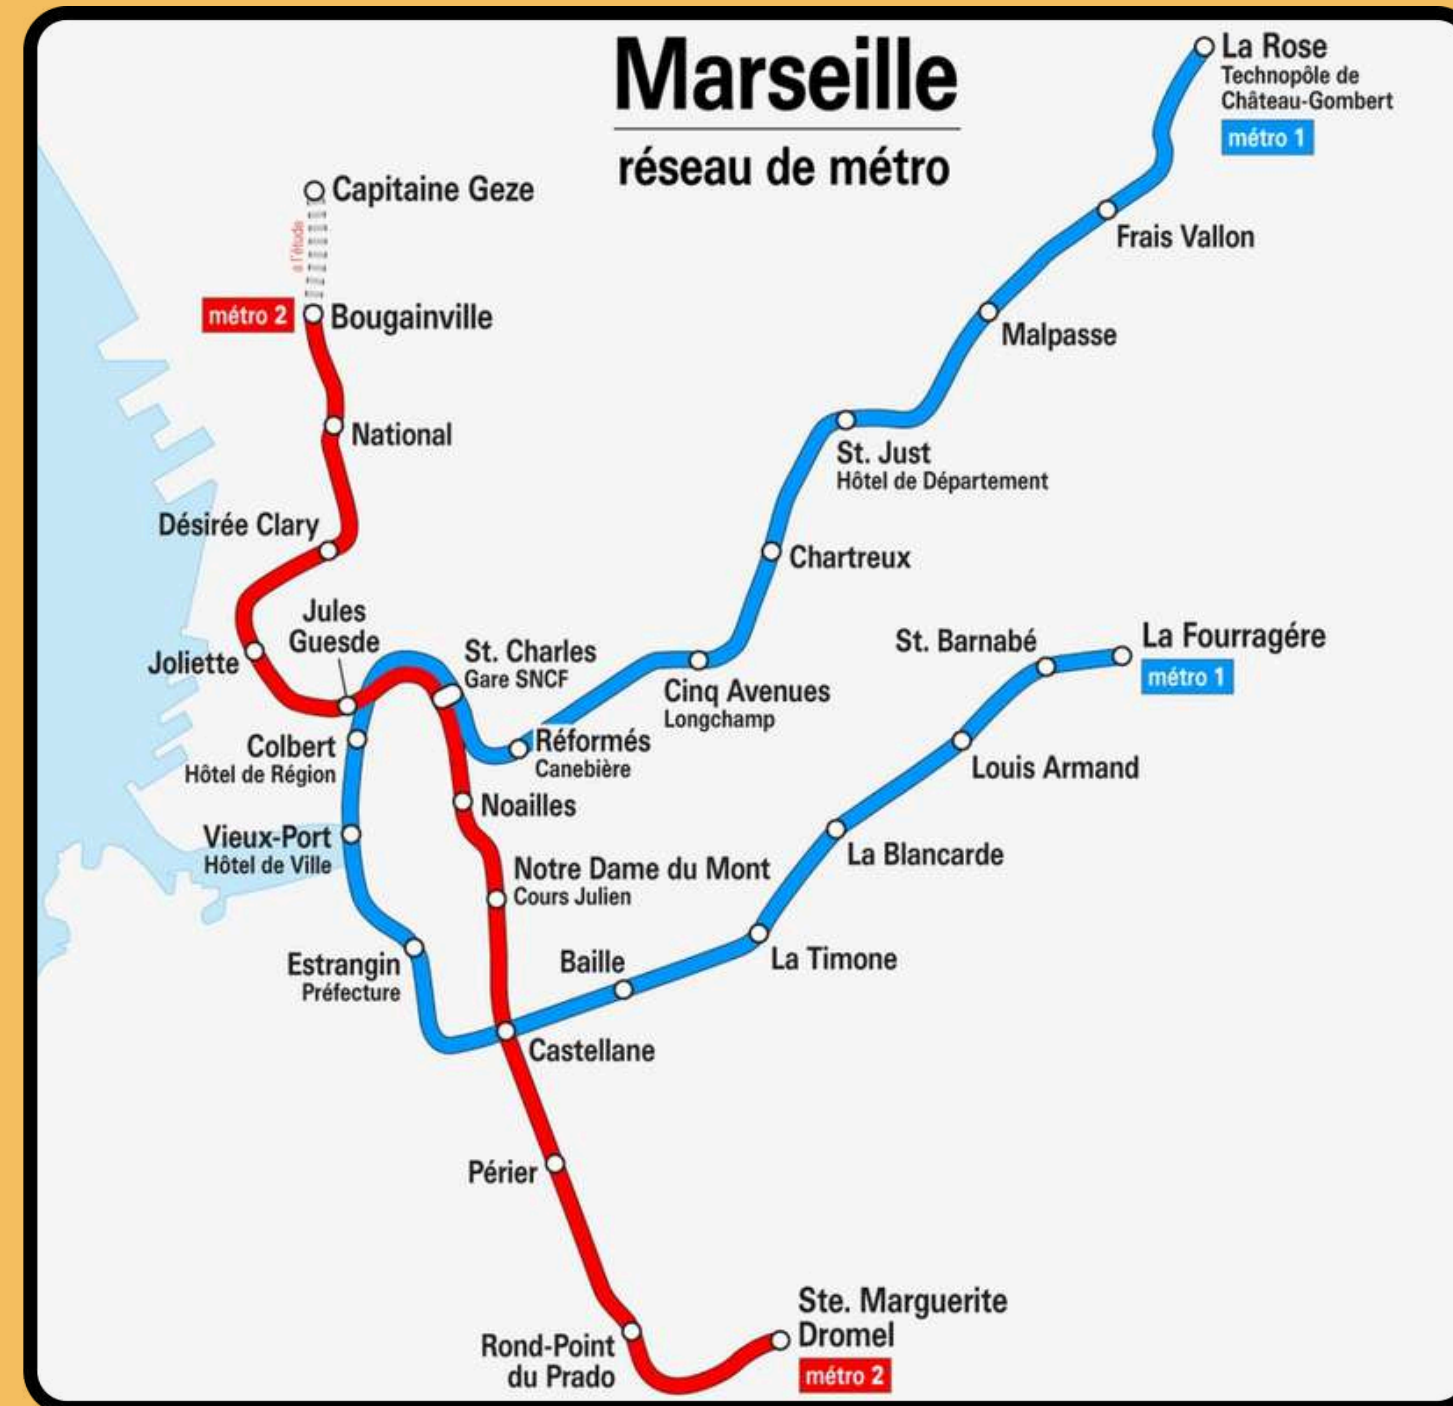 Marseille
réseau de métro
La Rose
Technopôle de
Château-Gombert
métro 1
Capitaine Geze
à l'étude
Frais Vallon
métro 2
Bougainville
Malpasse
National
St. Just
Hôtel de Département
Désirée Clary
Chartreux
Jules
Guesde
Joliette
St. Charles
Gare SNCF
St. Barnabé
La Fourragére
métro 1
Cinq Avenues
Longchamp
Colbert
Hôtel de Région
Réformés
Canebière
Louis Armand
Noailles
Vieux-Port
Hôtel de Ville
La Blancarde
Notre Dame du Mont
Cours Julien
Estrangin
Préfecture
Baille
La Timone
Castellane
Périer
Rond-Point
du Prado
Ste. Marguerite
Dromel
métro 2